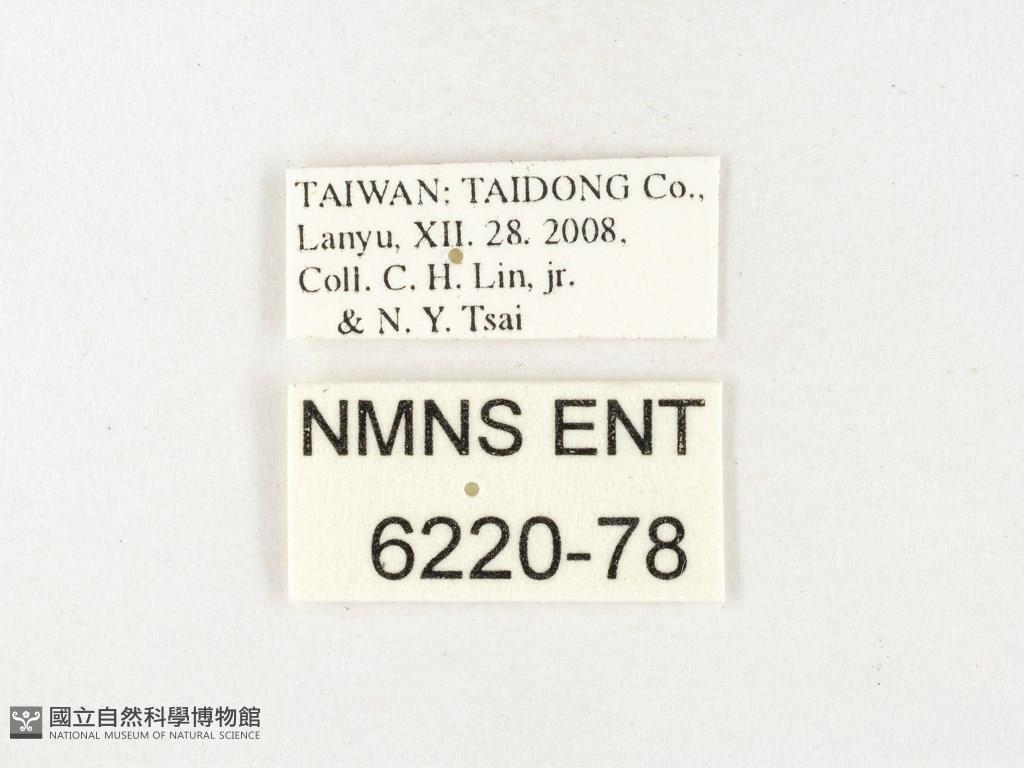 TAIWAN: TAIDONG Co.,
Lanyu, XII. 28. 2008,
Coll. C. H. Lin, jr.
& N. Y. Tsai
NMNS ENT
6220-78
國立自然科學博物館
NATIONAL MUSEUM OF NATURAL SCIENCE